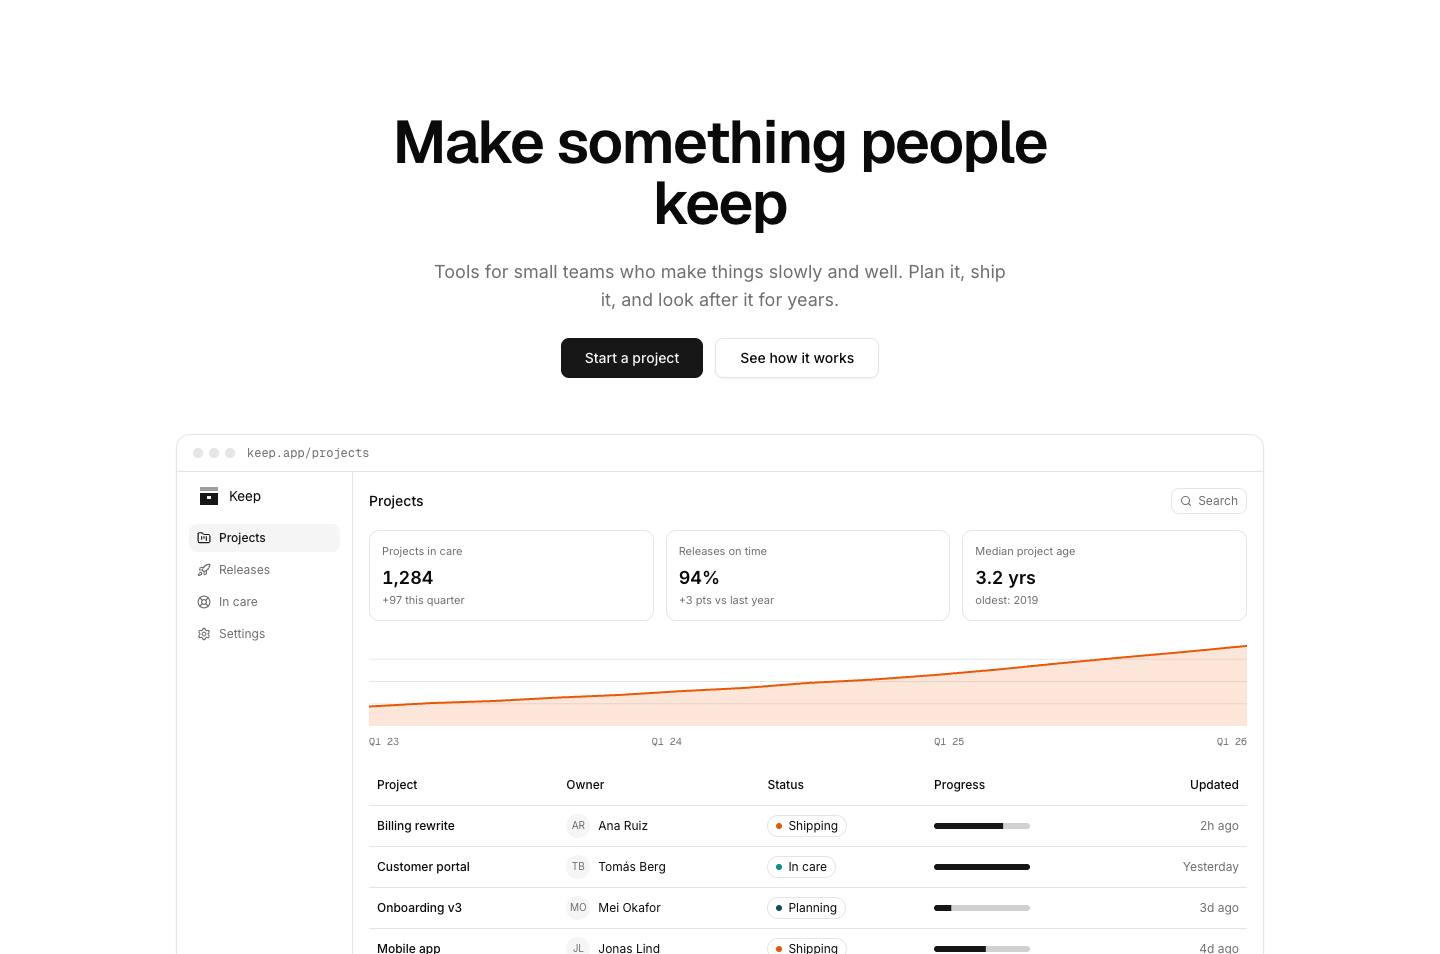 Make something people
keep
Tools for small teams who make things slowly and well. Plan it, ship
it, and look after it for years.
Start a project
See how it works
keep.app/projects
Keep
Projects
Releases
In care
Settings
Projects
Search
Projects in care
1,284
+97 this quarter
Releases on time
94%
+3 pts vs last year
Median project age
3.2 yrs
oldest: 2019
Q1 23 Q1 24 Q1 25 Q1 26
Project Owner Status Progress Updated
Billing rewrite AR Ana Ruiz Shipping 2h ago
Customer portal TB Tomás Berg In care Yesterday
Onboarding v3 MO Mei Okafor Planning 3d ago
Mobile app JL Jonas Lind Shipping 4d ago